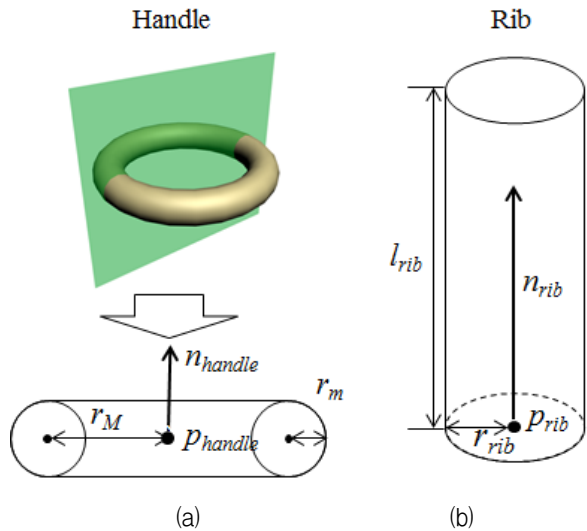 Handle
Rib
n_handle
r_M
p_handle
r_m
l_rib
n_rib
r_rib
p_rib
(a)
(b)